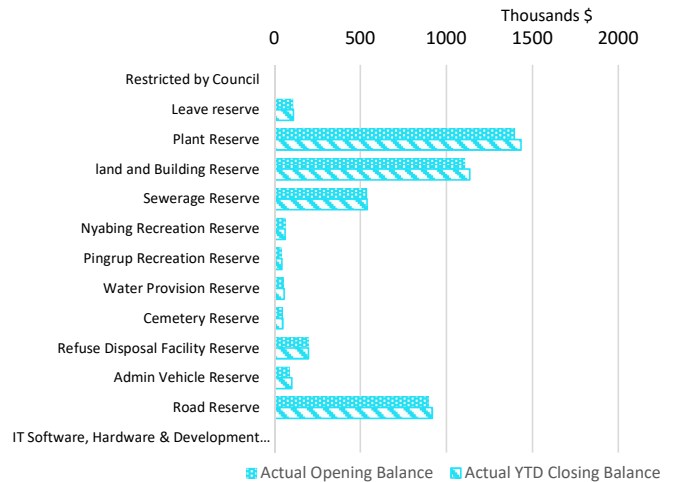 Thousands $
0 500 1000 1500 2000
Restricted by Council
Leave reserve
Plant Reserve
land and Building Reserve
Sewerage Reserve
Nyabing Recreation Reserve
Pingrup Recreation Reserve
Water Provision Reserve
Cemetery Reserve
Refuse Disposal Facility Reserve
Admin Vehicle Reserve
Road Reserve
IT Software, Hardware & Development…
Actual Opening Balance Actual YTD Closing Balance